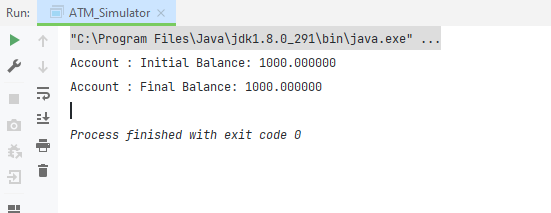 Run: ATM_Simulator
"C:\Program Files\Java\jdk1.8.0_291\bin\java.exe" ...
Account : Initial Balance: 1000.000000
Account : Final Balance: 1000.000000
Process finished with exit code 0